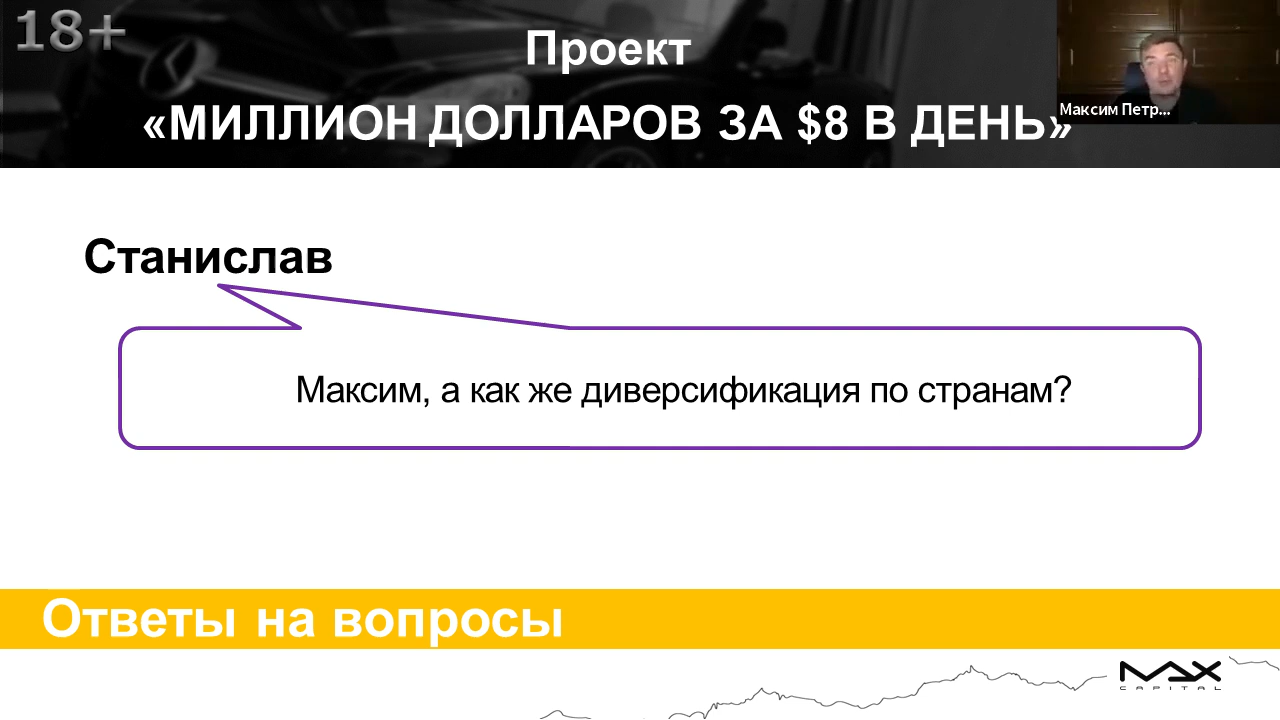 18+
Проект
«МИЛЛИОН ДОЛЛАРОВ ЗА $8 В ДЕНЬ»
Максим Петр...
Станислав
Максим, а как же диверсификация по странам?
Ответы на вопросы
MAX
CAPITAL